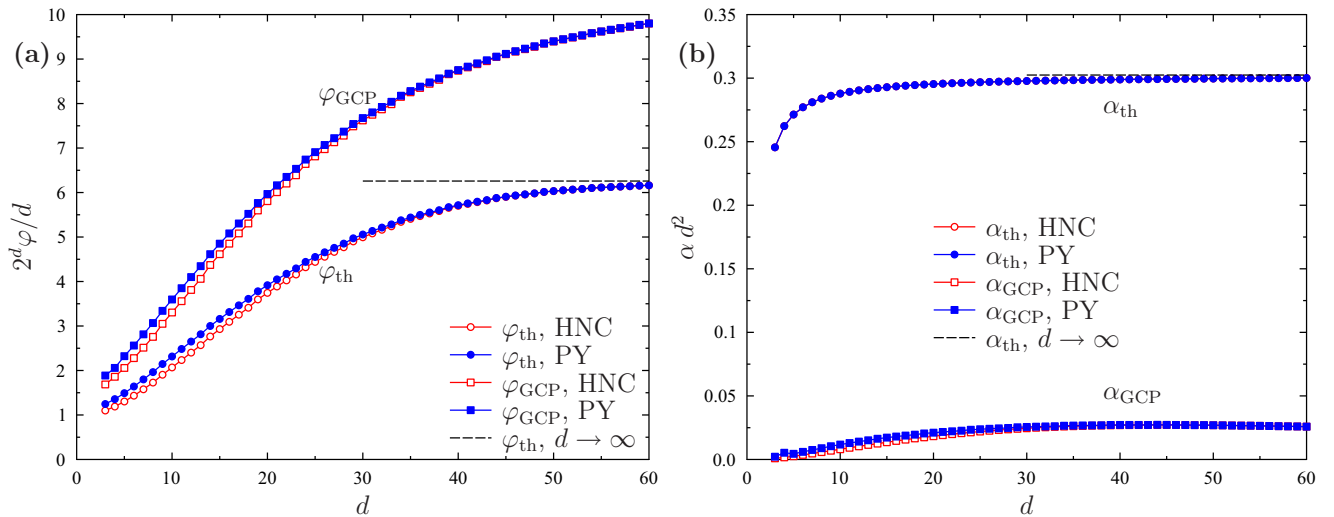 (a)
2^dφ/d
10
9
8
7
6
5
4
3
2
1
0
φ_GCP
φ_th
φ_th, HNC
φ_th, PY
φ_GCP, HNC
φ_GCP, PY
φ_th, d → ∞
0 10 20 30 40 50 60
d
(b)
α d^2
0.35
0.3
0.25
0.2
0.15
0.1
0.05
0.0
α_th
α_th, HNC
α_th, PY
α_GCP, HNC
α_GCP, PY
α_th, d → ∞
α_GCP
0 10 20 30 40 50 60
d